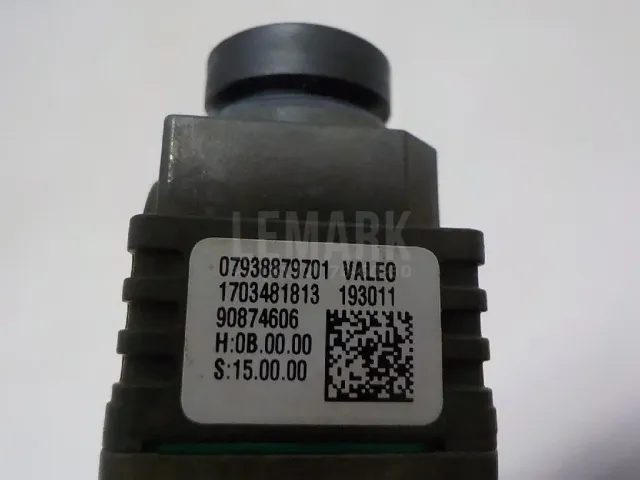 LEMARK
07938879701 VALEO
1703481813 193011
90874606
H:0B.00.00
S:15.00.00